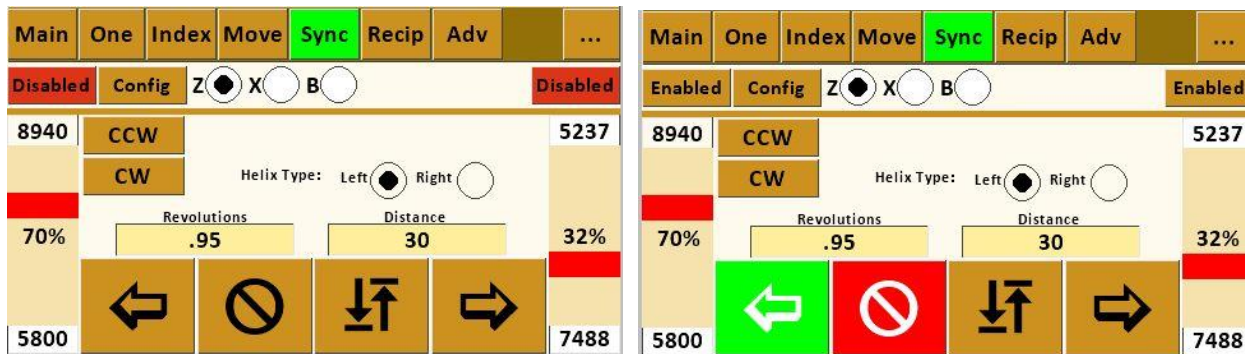 Main One Index Move Sync Recip Adv ...
Disabled Config Z X B Disabled
8940 CCW 5237
CW Helix Type: Left Right
Revolutions Distance
70% .95 30 32%
5800 7488
Main One Index Move Sync Recip Adv ...
Enabled Config Z X B Enabled
8940 CCW 5237
CW Helix Type: Left Right
Revolutions Distance
70% .95 30 32%
5800 7488